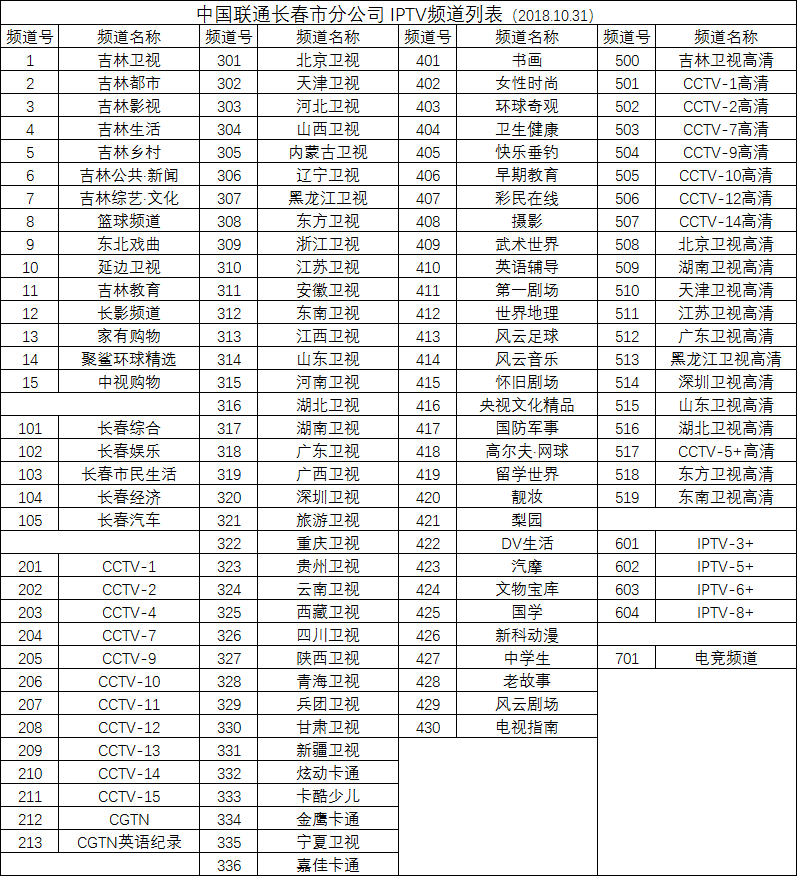 中国联通长春市分公司 IPTV频道列表（2018.10.31）
频道号 频道名称 频道号 频道名称 频道号 频道名称 频道号 频道名称
1 吉林卫视 301 北京卫视 401 书画 500 吉林卫视高清
2 吉林都市 302 天津卫视 402 女性时尚 501 CCTV-1高清
3 吉林影视 303 河北卫视 403 环球奇观 502 CCTV-2高清
4 吉林生活 304 山西卫视 404 卫生健康 503 CCTV-7高清
5 吉林乡村 305 内蒙古卫视 405 快乐垂钓 504 CCTV-9高清
6 吉林公共·新闻 306 辽宁卫视 406 早期教育 505 CCTV-10高清
7 吉林综艺·文化 307 黑龙江卫视 407 彩民在线 506 CCTV-12高清
8 篮球频道 308 东方卫视 408 摄影 507 CCTV-14高清
9 东北戏曲 309 浙江卫视 409 武术世界 508 北京卫视高清
10 延边卫视 310 江苏卫视 410 英语辅导 509 湖南卫视高清
11 吉林教育 311 安徽卫视 411 第一剧场 510 天津卫视高清
12 长影频道 312 东南卫视 412 世界地理 511 江苏卫视高清
13 家有购物 313 江西卫视 413 风云足球 512 广东卫视高清
14 聚鲨环球精选 314 山东卫视 414 风云音乐 513 黑龙江卫视高清
15 中视购物 315 河南卫视 415 怀旧剧场 514 深圳卫视高清
316 湖北卫视 416 央视文化精品 515 山东卫视高清
101 长春综合 317 湖南卫视 417 国防军事 516 湖北卫视高清
102 长春娱乐 318 广东卫视 418 高尔夫·网球 517 CCTV-5+高清
103 长春市民生活 319 广西卫视 419 留学世界 518 东方卫视高清
104 长春经济 320 深圳卫视 420 靓妆 519 东南卫视高清
105 长春汽车 321 旅游卫视 421 梨园
322 重庆卫视 422 DV生活 601 IPTV-3+
201 CCTV-1 323 贵州卫视 423 汽摩 602 IPTV-5+
202 CCTV-2 324 云南卫视 424 文物宝库 603 IPTV-6+
203 CCTV-4 325 西藏卫视 425 国学 604 IPTV-8+
204 CCTV-7 326 四川卫视 426 新科动漫
205 CCTV-9 327 陕西卫视 427 中学生 701 电竞频道
206 CCTV-10 328 青海卫视 428 老故事
207 CCTV-11 329 兵团卫视 429 风云剧场
208 CCTV-12 330 甘肃卫视 430 电视指南
209 CCTV-13 331 新疆卫视
210 CCTV-14 332 炫动卡通
211 CCTV-15 333 卡酷少儿
212 CGTN 334 金鹰卡通
213 CGTN英语纪录 335 宁夏卫视
336 嘉佳卡通